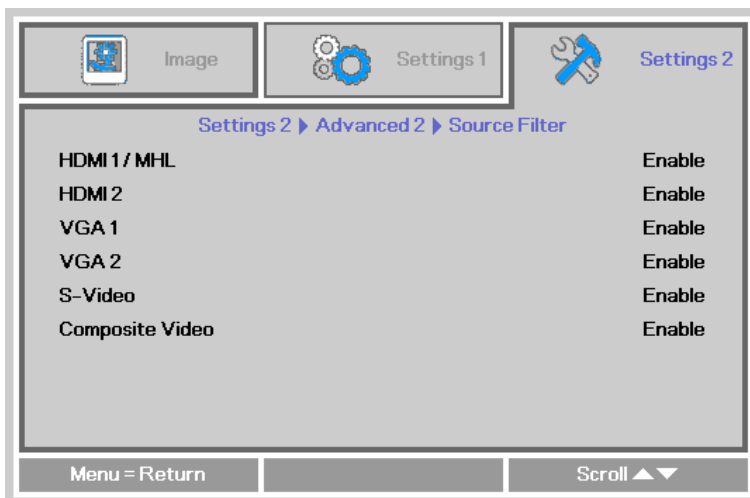 Image
Settings 1
Settings 2
Settings 2 ▶ Advanced 2 ▶ Source Filter
HDMI 1 / MHL Enable
HDMI 2 Enable
VGA 1 Enable
VGA 2 Enable
S-Video Enable
Composite Video Enable
Menu = Return
Scroll ▲▼